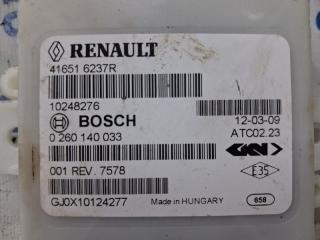 RENAULT
41651 6237R
10248276
BOSCH 12-03-09
0 260 140 033 ATC02.23
GKN
001 REV. 7578 E35
GJ0X10124277 Made in HUNGARY 658